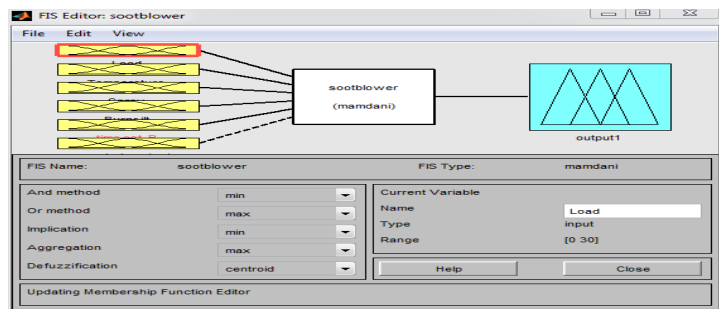 FIS Editor: sootblower
File Edit View
Load
Temperature
sootblower
(mamdani)
output1
FIS Name: sootblower FIS Type: mamdani
And method min
Or method max
Implication min
Aggregation max
Defuzzification centroid
Current Variable
Name Load
Type input
Range [0 30]
Help Close
Updating Membership Function Editor